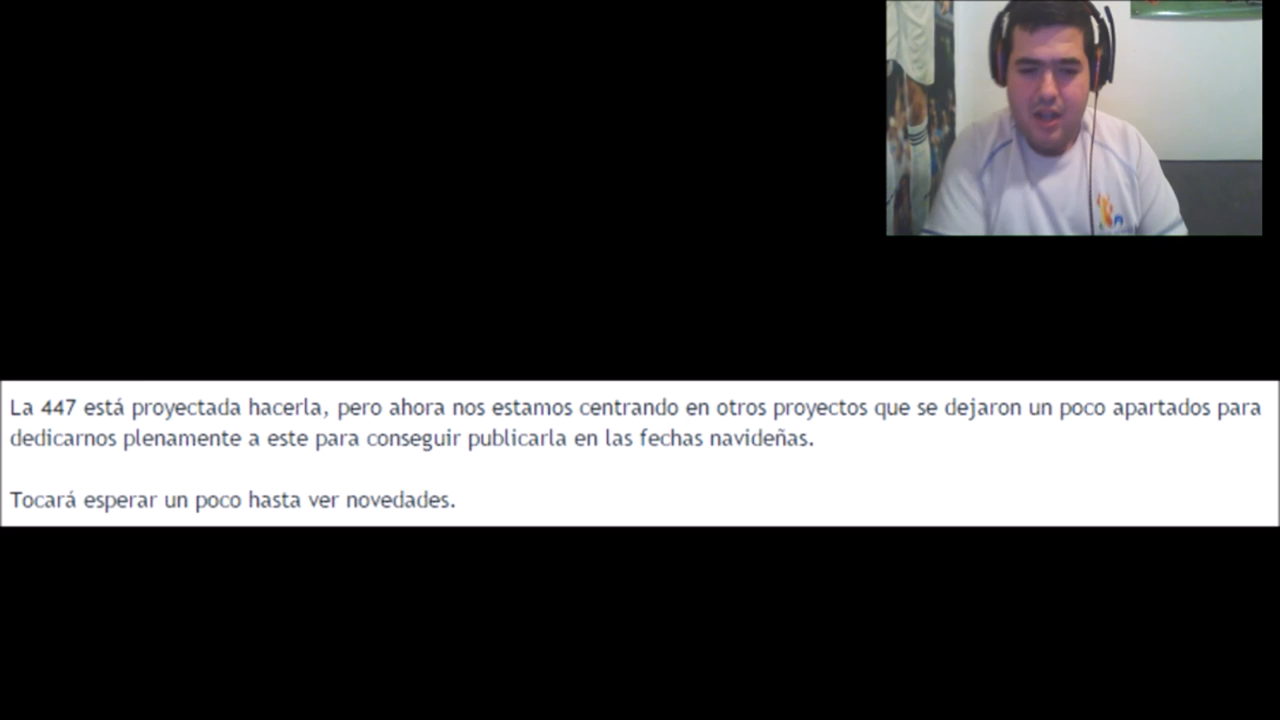 La 447 está proyectada hacerla, pero ahora nos estamos centrando en otros proyectos que se dejaron un poco apartados para
dedicarnos plenamente a este para conseguir publicarla en las fechas navideñas.
Tocará esperar un poco hasta ver novedades.